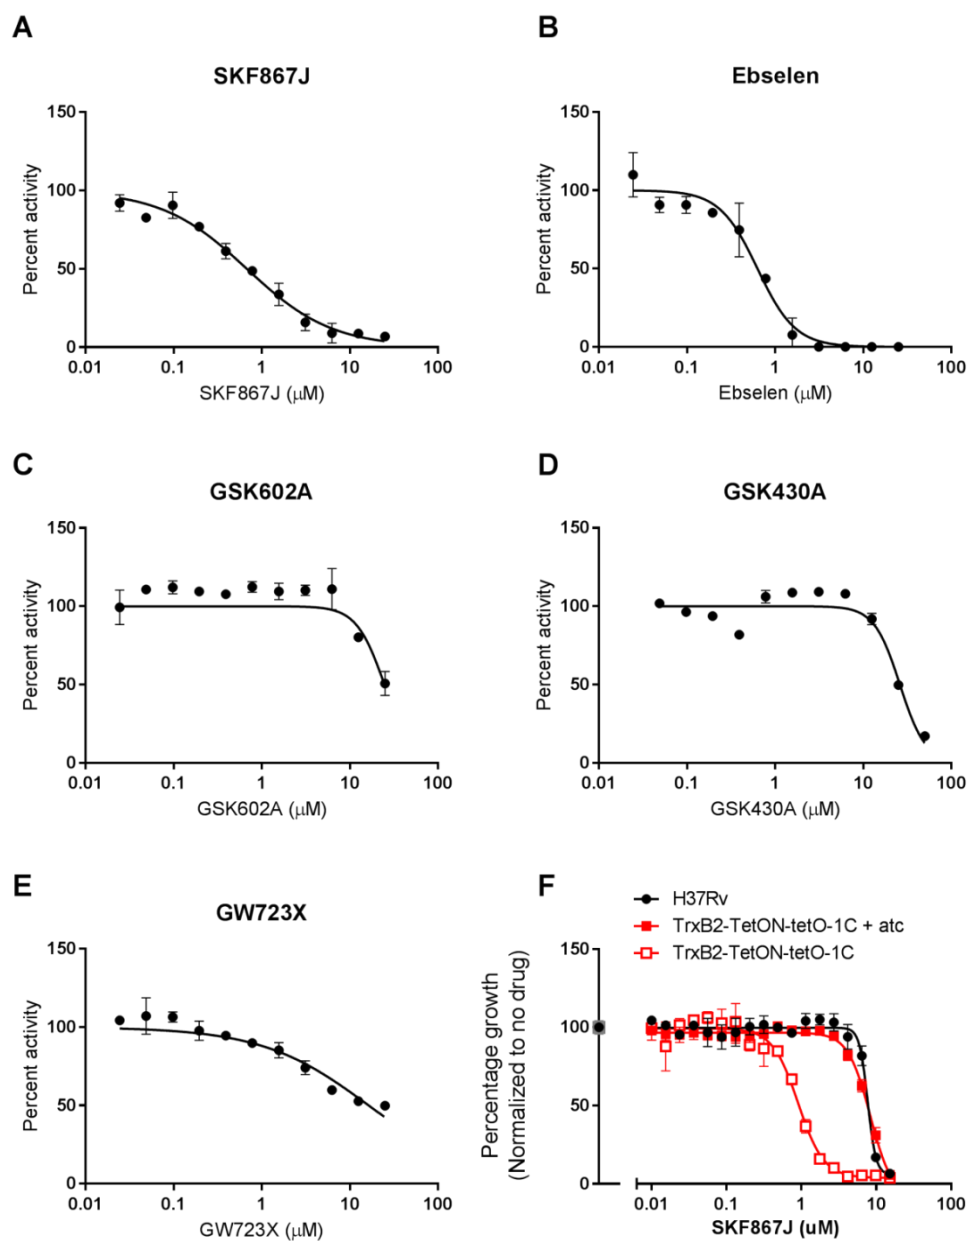 A
SKF867J
Percent activity
150
100
50
0
0.01 0.1 1 10 100
SKF867J (μM)
B
Ebselen
Percent activity
150
100
50
0
0.01 0.1 1 10 100
Ebselen (μM)
C
GSK602A
Percent activity
150
100
50
0
0.01 0.1 1 10 100
GSK602A (μM)
D
GSK430A
Percent activity
150
100
50
0
0.01 0.1 1 10 100
GSK430A (μM)
E
GW723X
Percent activity
150
100
50
0
0.01 0.1 1 10 100
GW723X (μM)
F
H37Rv
TrxB2-TetON-tetO-1C + atc
TrxB2-TetON-tetO-1C
Percentage growth
(Normalized to no drug)
150
100
50
0
0.01 0.1 1 10 100
SKF867J (uM)